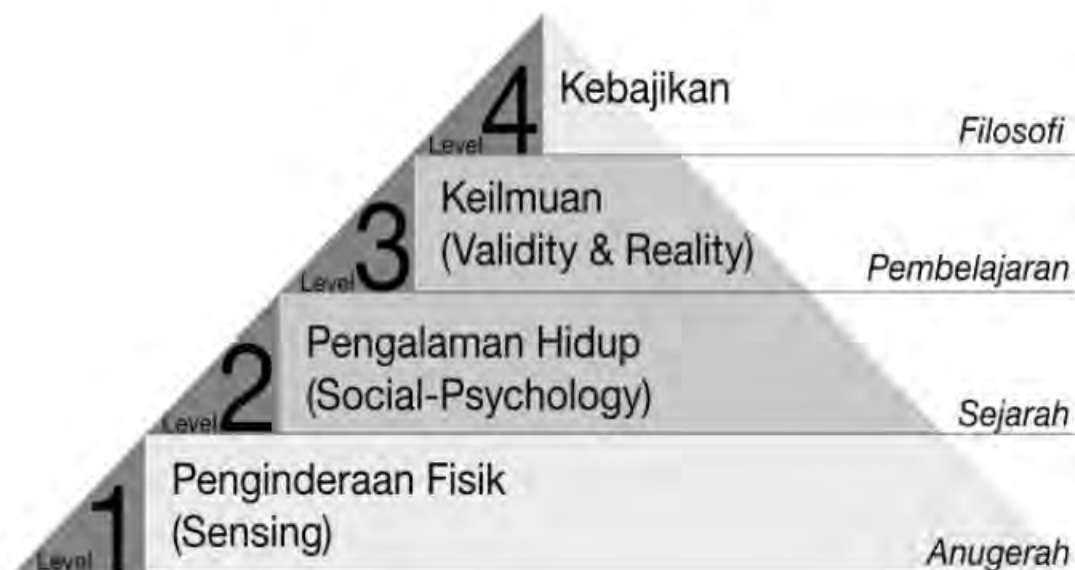 Level 4
Kebajikan
Filosofi
Level 3
Keilmuan
(Validity & Reality)
Pembelajaran
Level 2
Pengalaman Hidup
(Social-Psychology)
Sejarah
Level 1
Penginderaan Fisik
(Sensing)
Anugerah